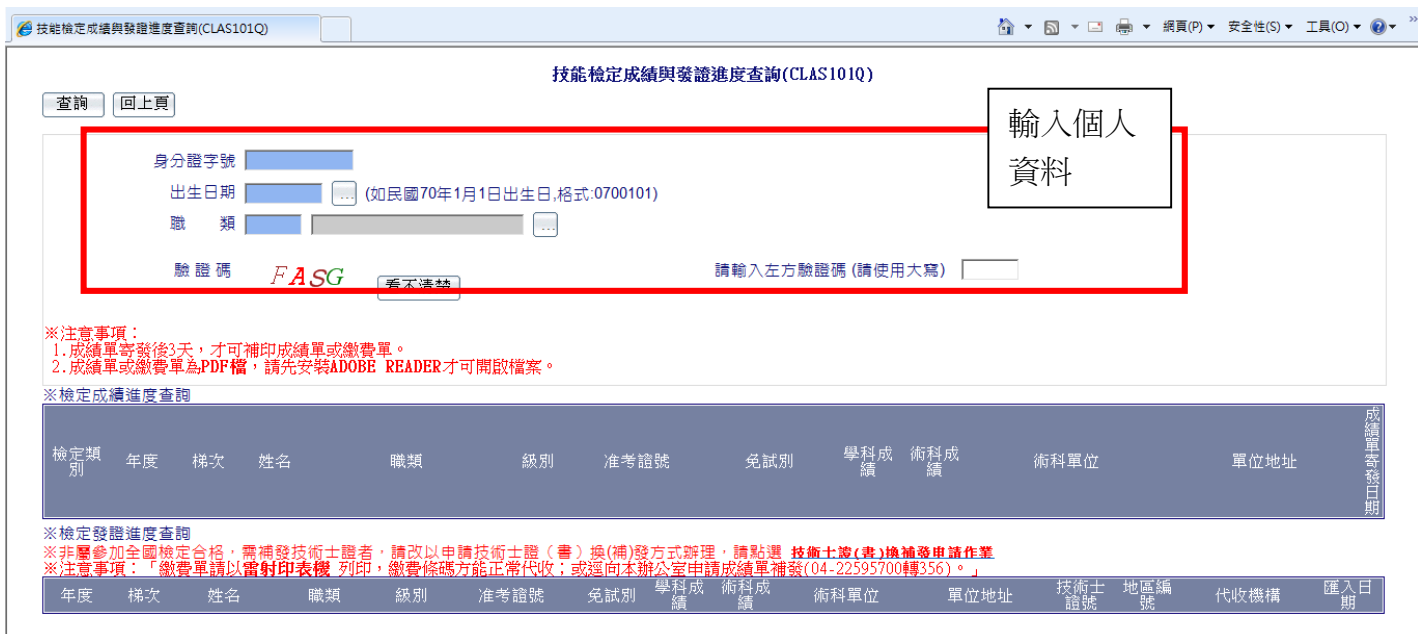 技能檢定成績與發證進度查詢(CLAS101Q)
網頁(P) 安全性(S) 工具(O)
技能檢定成績與發證進度查詢(CLAS101Q)
查詢 回上頁
輸入個人
資料
身分證字號
出生日期 ... (如民國70年1月1日出生日,格式:0700101)
職 類 ...
驗證碼 FASG 看不清楚 請輸入左方驗證碼 (請使用大寫)
※注意事項：
1.成績單寄發後3天，才可補印成績單或繳費單。
2.成績單或繳費單為PDF檔，請先安裝ADOBE READER才可開啟檔案。
※檢定成績進度查詢
檢定類別 年度 梯次 姓名 職類 級別 准考證號 免試別 學科成績 術科成績 術科單位 單位地址 成績單寄發日期
※檢定發證進度查詢
※非屬參加全國檢定合格，需補發技術士證者，請改以申請技術士證（書）換(補)發方式辦理，請點選 技術士證(書)換補發申請作業
※注意事項：「繳費單請以雷射印表機 列印，繳費條碼方能正常代收；或逕向本辦公室申請成績單補發(04-22595700轉356)。」
年度 梯次 姓名 職類 級別 准考證號 免試別 學科成績 術科成績 術科單位 單位地址 技術士證號 地區編號 代收機構 匯入日期